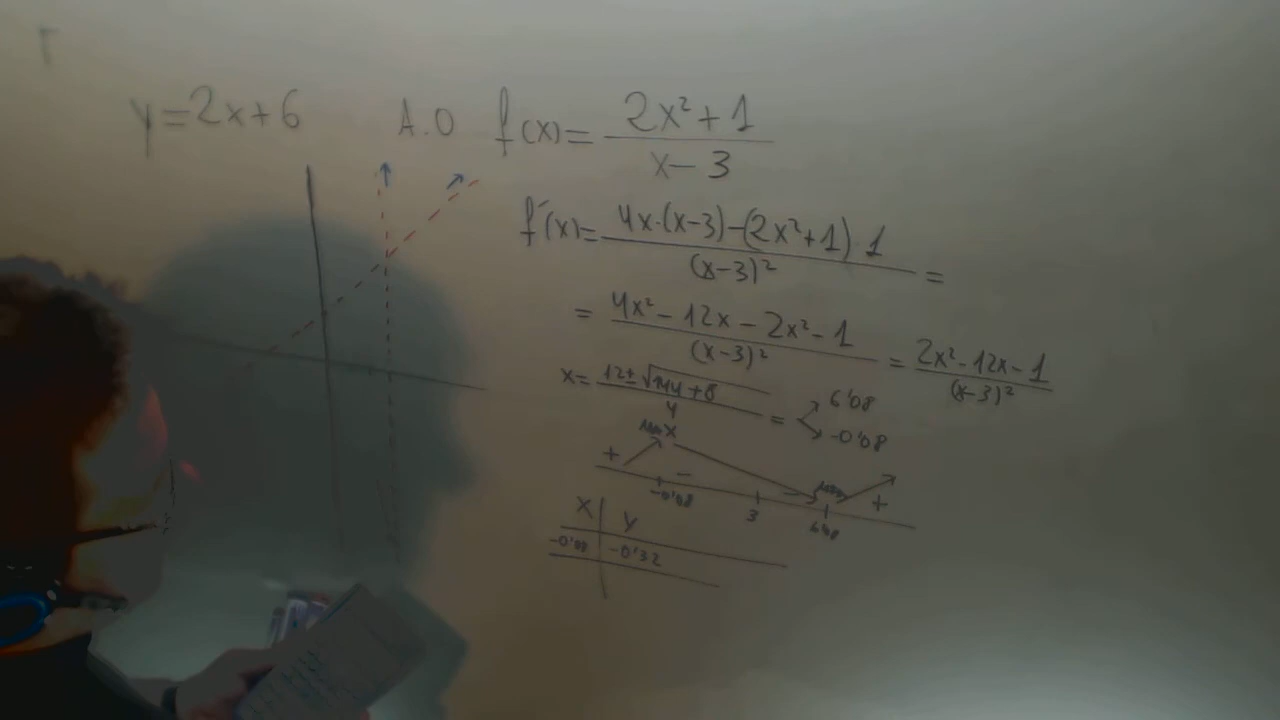 y=2x+6 A.O f(x)= 2x²+1 / x-3
f'(x)= 4x·(x-3)-(2x²+1) 1 / (x-3)² =
= 4x²-12x-2x²-1 / (x-3)² = 2x²-12x-1 / (x-3)²
x= 12±√144+8 / 4 = 6'08
-0'08
MAX
+ - - +
-0'08 3 6'08
x y
-0'08 -0'32